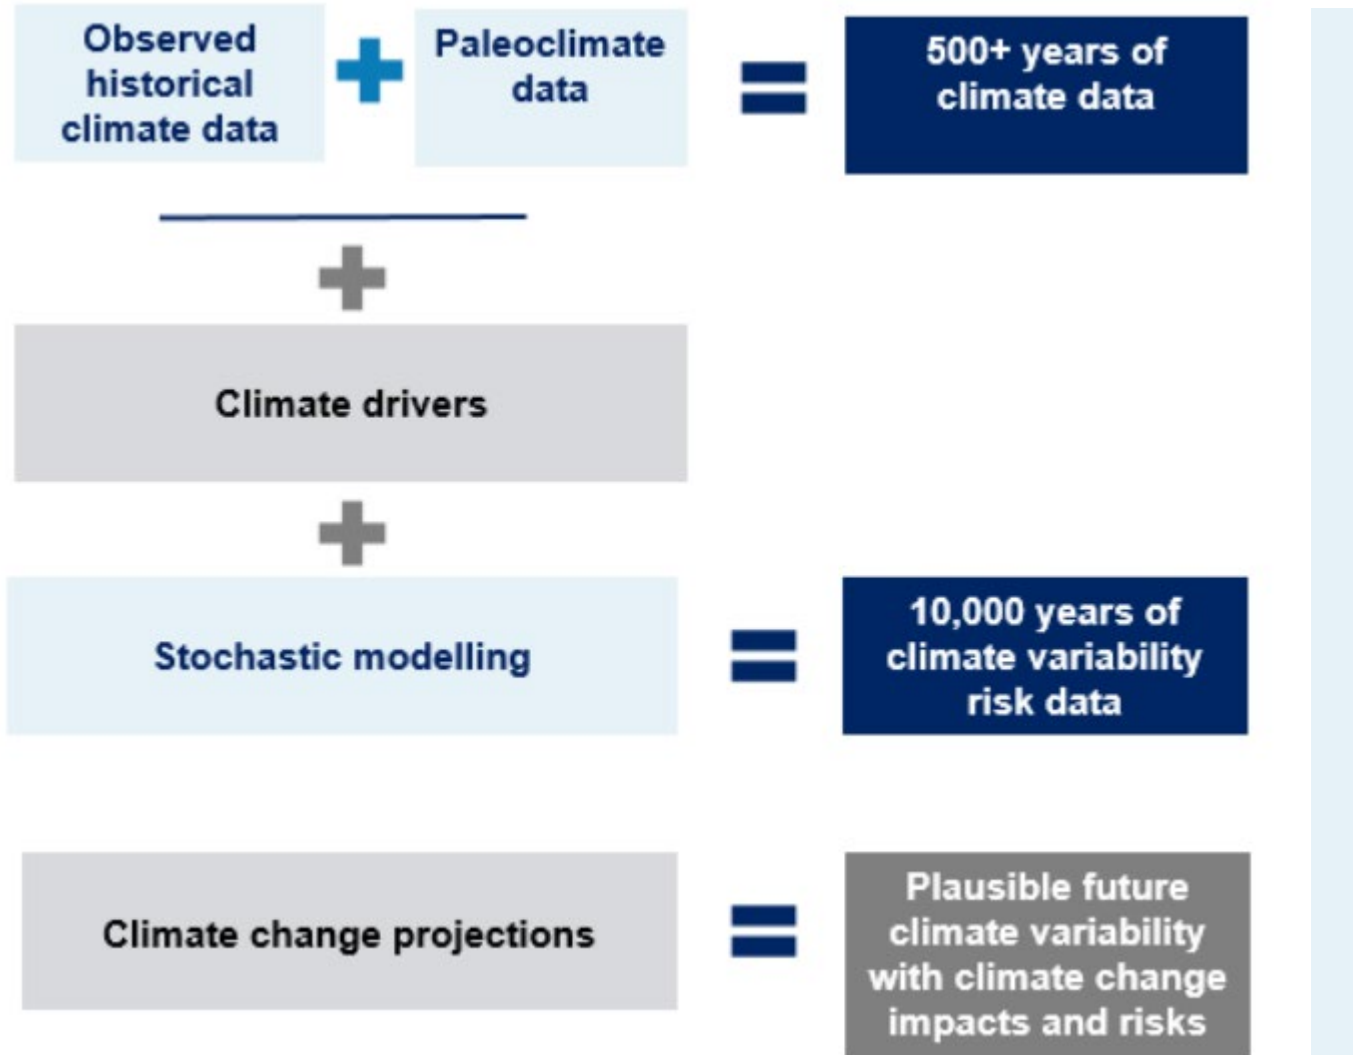 Observed
historical
climate data
+
Paleoclimate
data
=
500+ years of
climate data
+
Climate drivers
+
Stochastic modelling
=
10,000 years of
climate variability
risk data
Climate change projections
=
Plausible future
climate variability
with climate change
impacts and risks